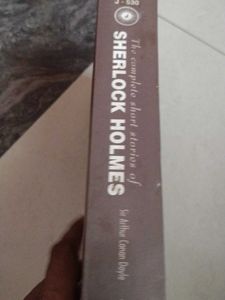 J - 530
The complete short stories of
SHERLOCK HOLMES
Sir Arthur Conan Doyle